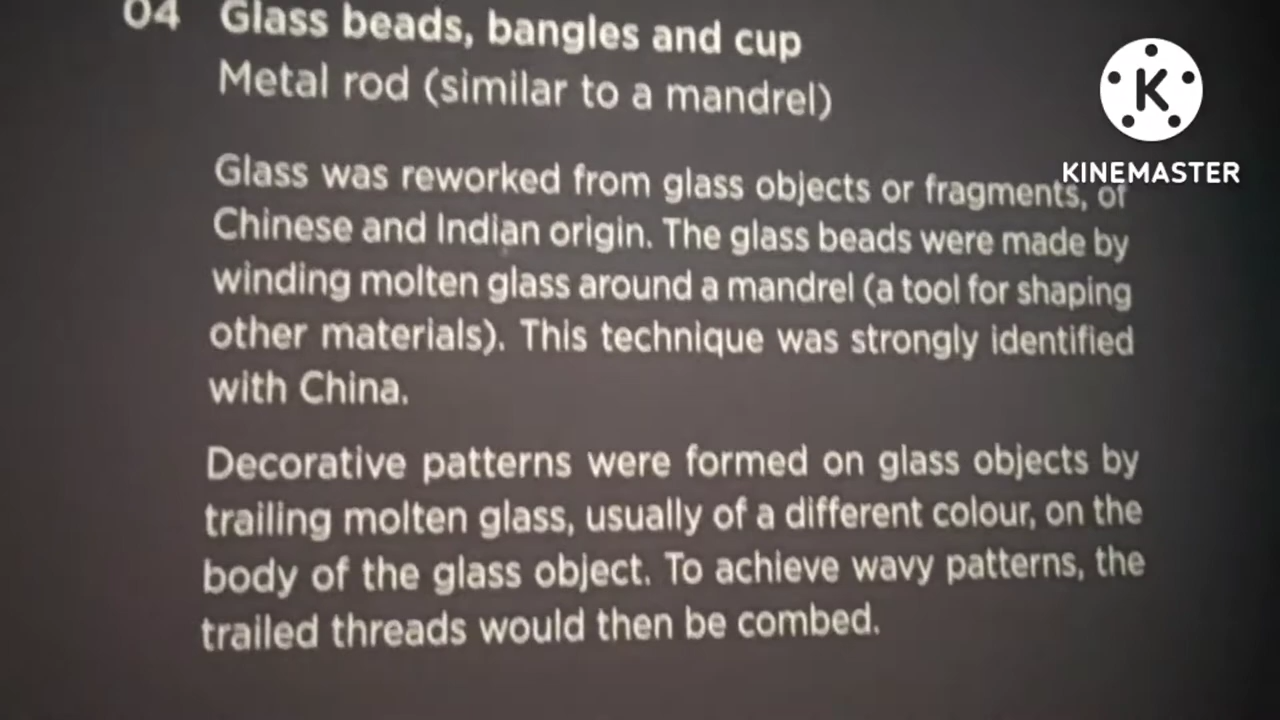 04 Glass beads, bangles and cup
Metal rod (similar to a mandrel)
Glass was reworked from glass objects or fragments, of
Chinese and Indian origin. The glass beads were made by
winding molten glass around a mandrel (a tool for shaping
other materials). This technique was strongly identified
with China.
Decorative patterns were formed on glass objects by
trailing molten glass, usually of a different colour, on the
body of the glass object. To achieve wavy patterns, the
trailed threads would then be combed.
K
KINEMASTER